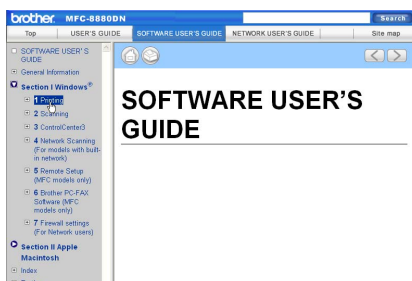 brother. MFC-8880DN
Search
Top
USER'S GUIDE
SOFTWARE USER'S GUIDE
NETWORK USER'S GUIDE
Site map
SOFTWARE USER'S
GUIDE
General Information
Section I Windows®
1 Printing
2 Scanning
3 ControlCenter3
4 Network Scanning
(For models with built-
in network)
5 Remote Setup
(MFC models only)
6 Brother PC-FAX
Software (MFC
models only)
7 Firewall settings
(For Network users)
Section II Apple
Macintosh
Index
SOFTWARE USER'S
GUIDE